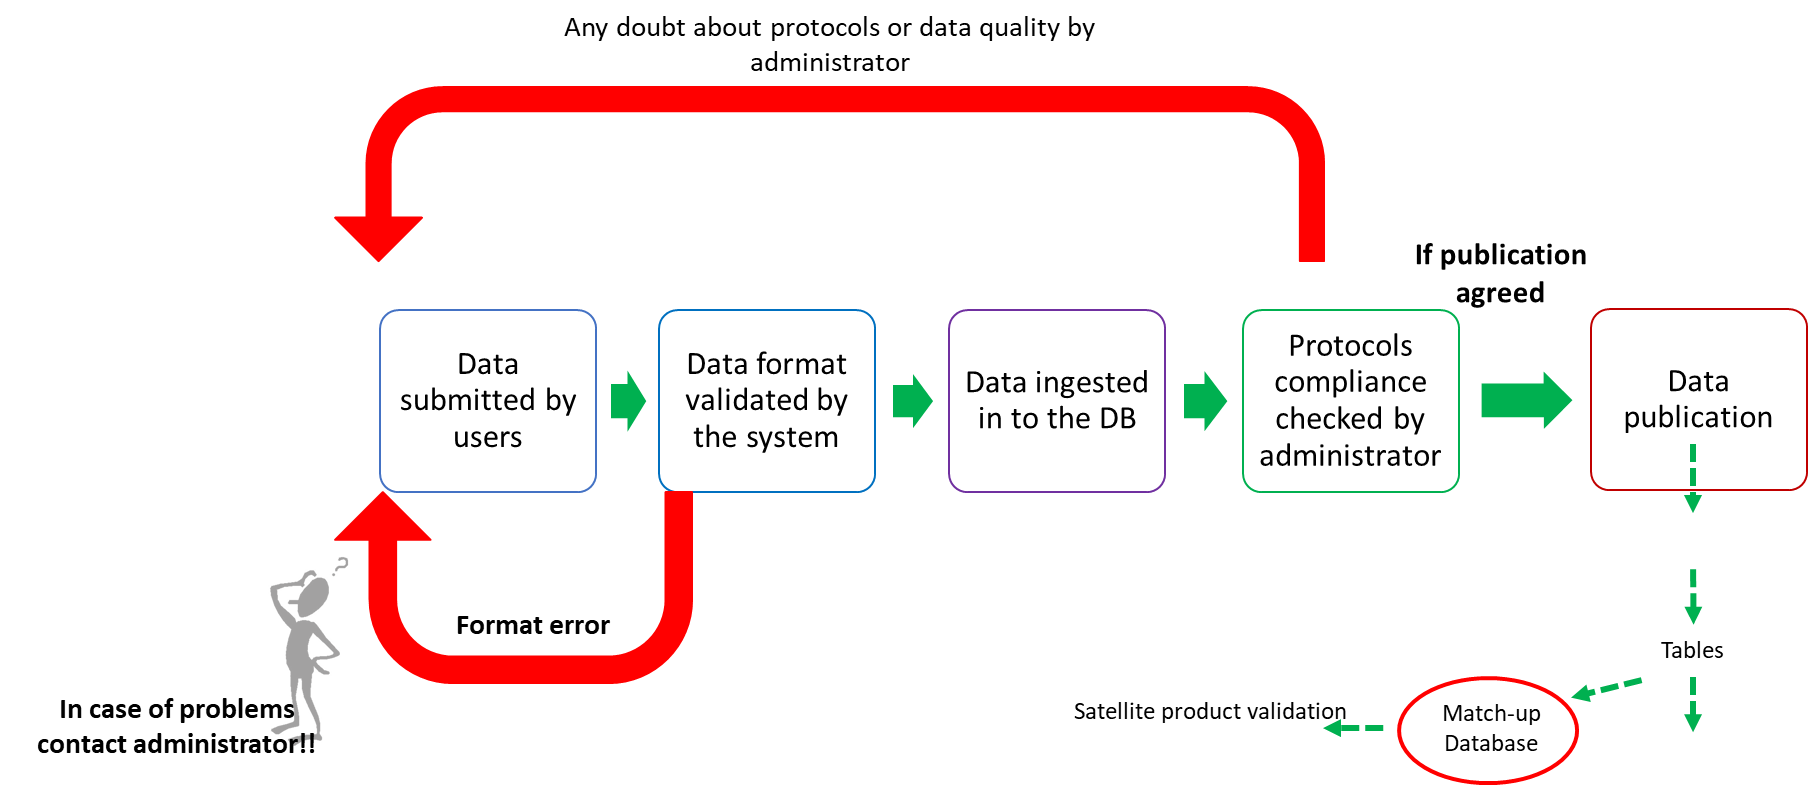 Any doubt about protocols or data quality by
administrator
If publication
agreed
Data
submitted by
users
Data format
validated by
the system
Data ingested
in to the DB
Protocols
compliance
checked by
administrator
Data
publication
?
Format error
In case of problems
contact administrator!!
Tables
Match-up
Database
Satellite product validation